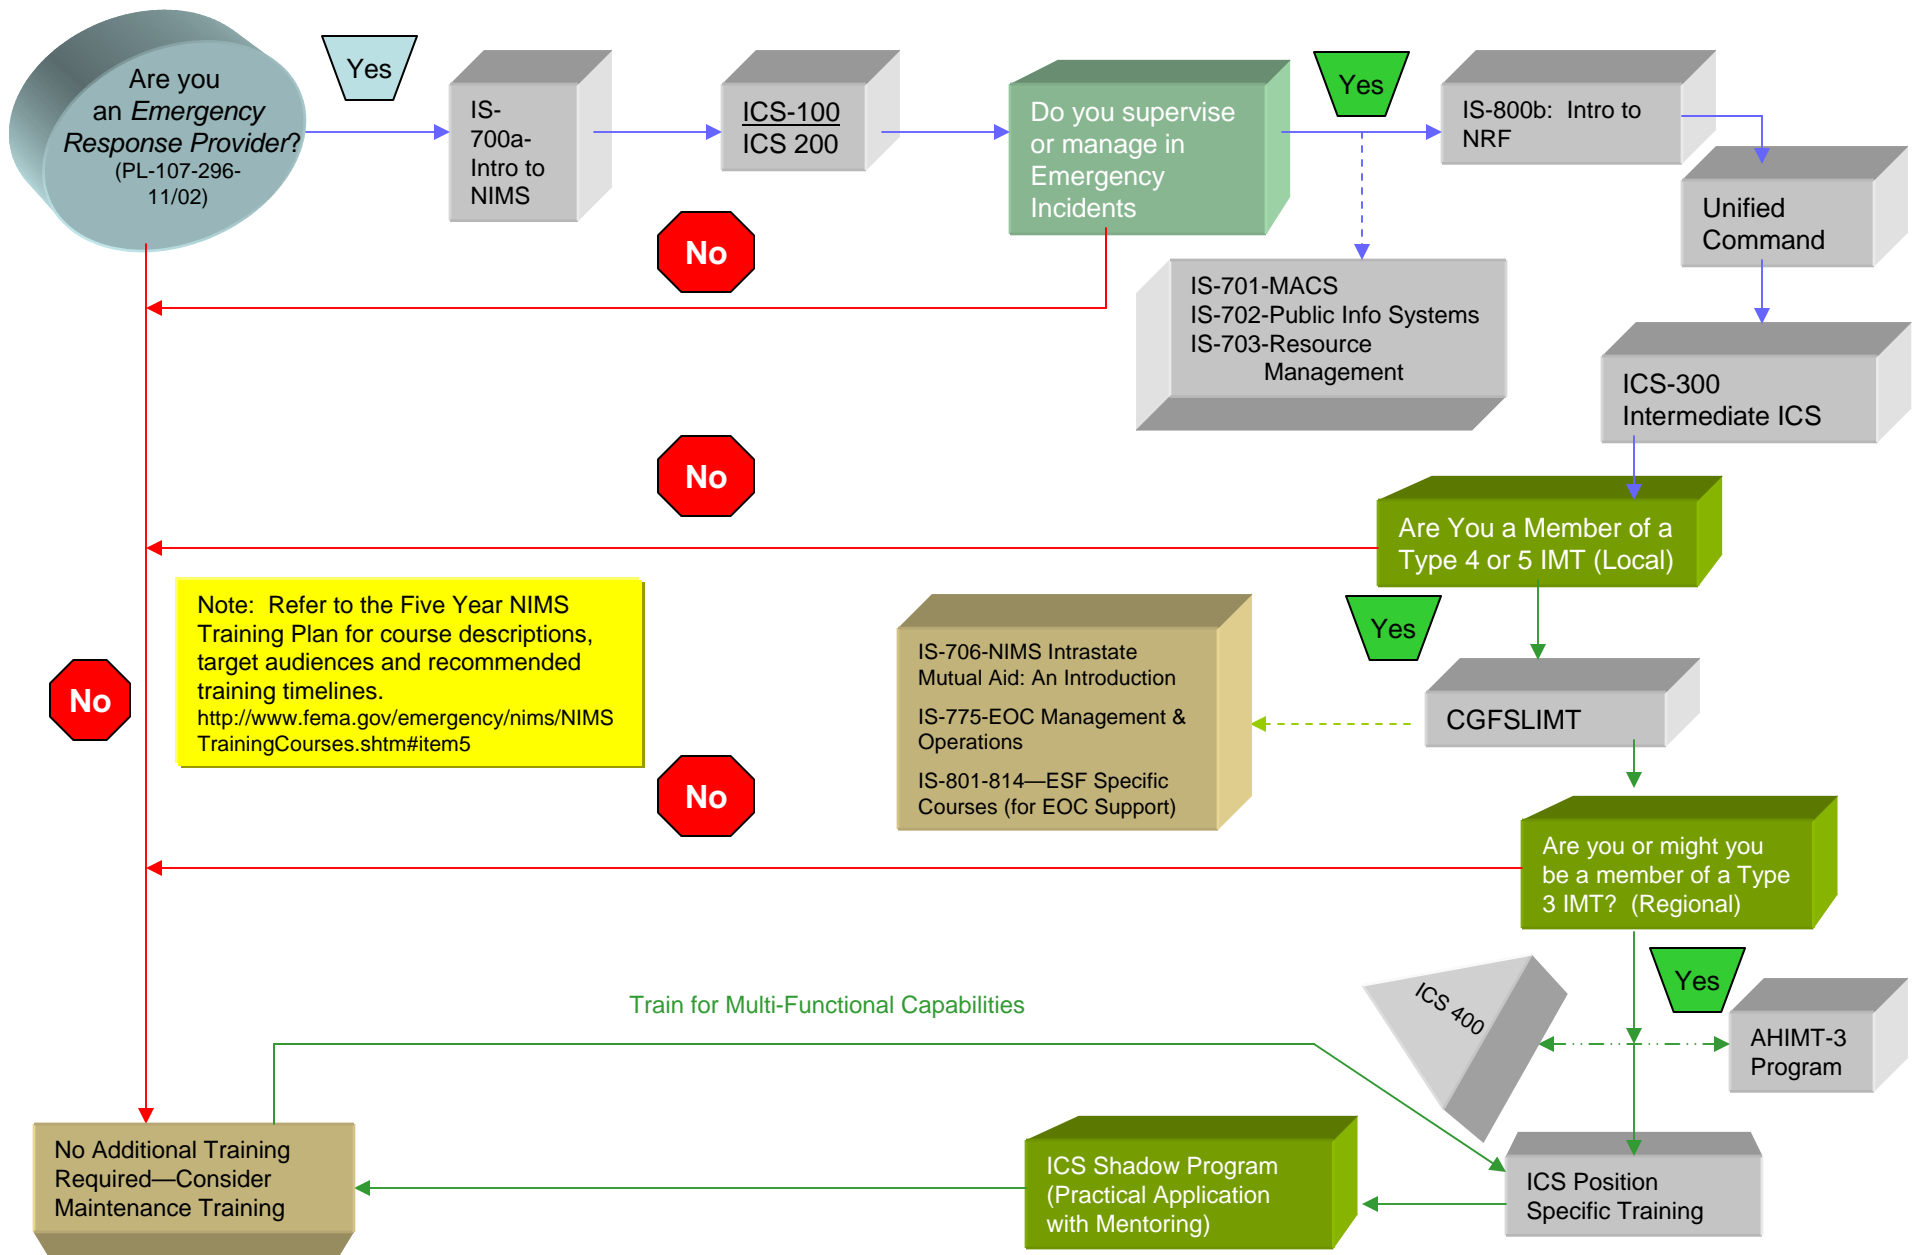 Are you
an Emergency
Response Provider?
(PL-107-296-
11/02)
Yes
IS-
700a-
Intro to
NIMS
ICS-100
ICS 200
Do you supervise
or manage in
Emergency
Incidents
Yes
IS-800b:  Intro to
NRF
Unified
Command
No
IS-701-MACS
IS-702-Public Info Systems
IS-703-Resource
Management
ICS-300
Intermediate ICS
No
Are You a Member of a
Type 4 or 5 IMT (Local)
Note:  Refer to the Five Year NIMS
Training Plan for course descriptions,
target audiences and recommended
training timelines.
http://www.fema.gov/emergency/nims/NIMS
TrainingCourses.shtm#item5
No
IS-706-NIMS Intrastate
Mutual Aid: An Introduction
IS-775-EOC Management &
Operations
IS-801-814—ESF Specific
Courses (for EOC Support)
Yes
CGFSLIMT
No
Are you or might you
be a member of a Type
3 IMT?  (Regional)
Train for Multi-Functional Capabilities
ICS 400
Yes
AHIMT-3
Program
No Additional Training
Required—Consider
Maintenance Training
ICS Shadow Program
(Practical Application
with Mentoring)
ICS Position
Specific Training